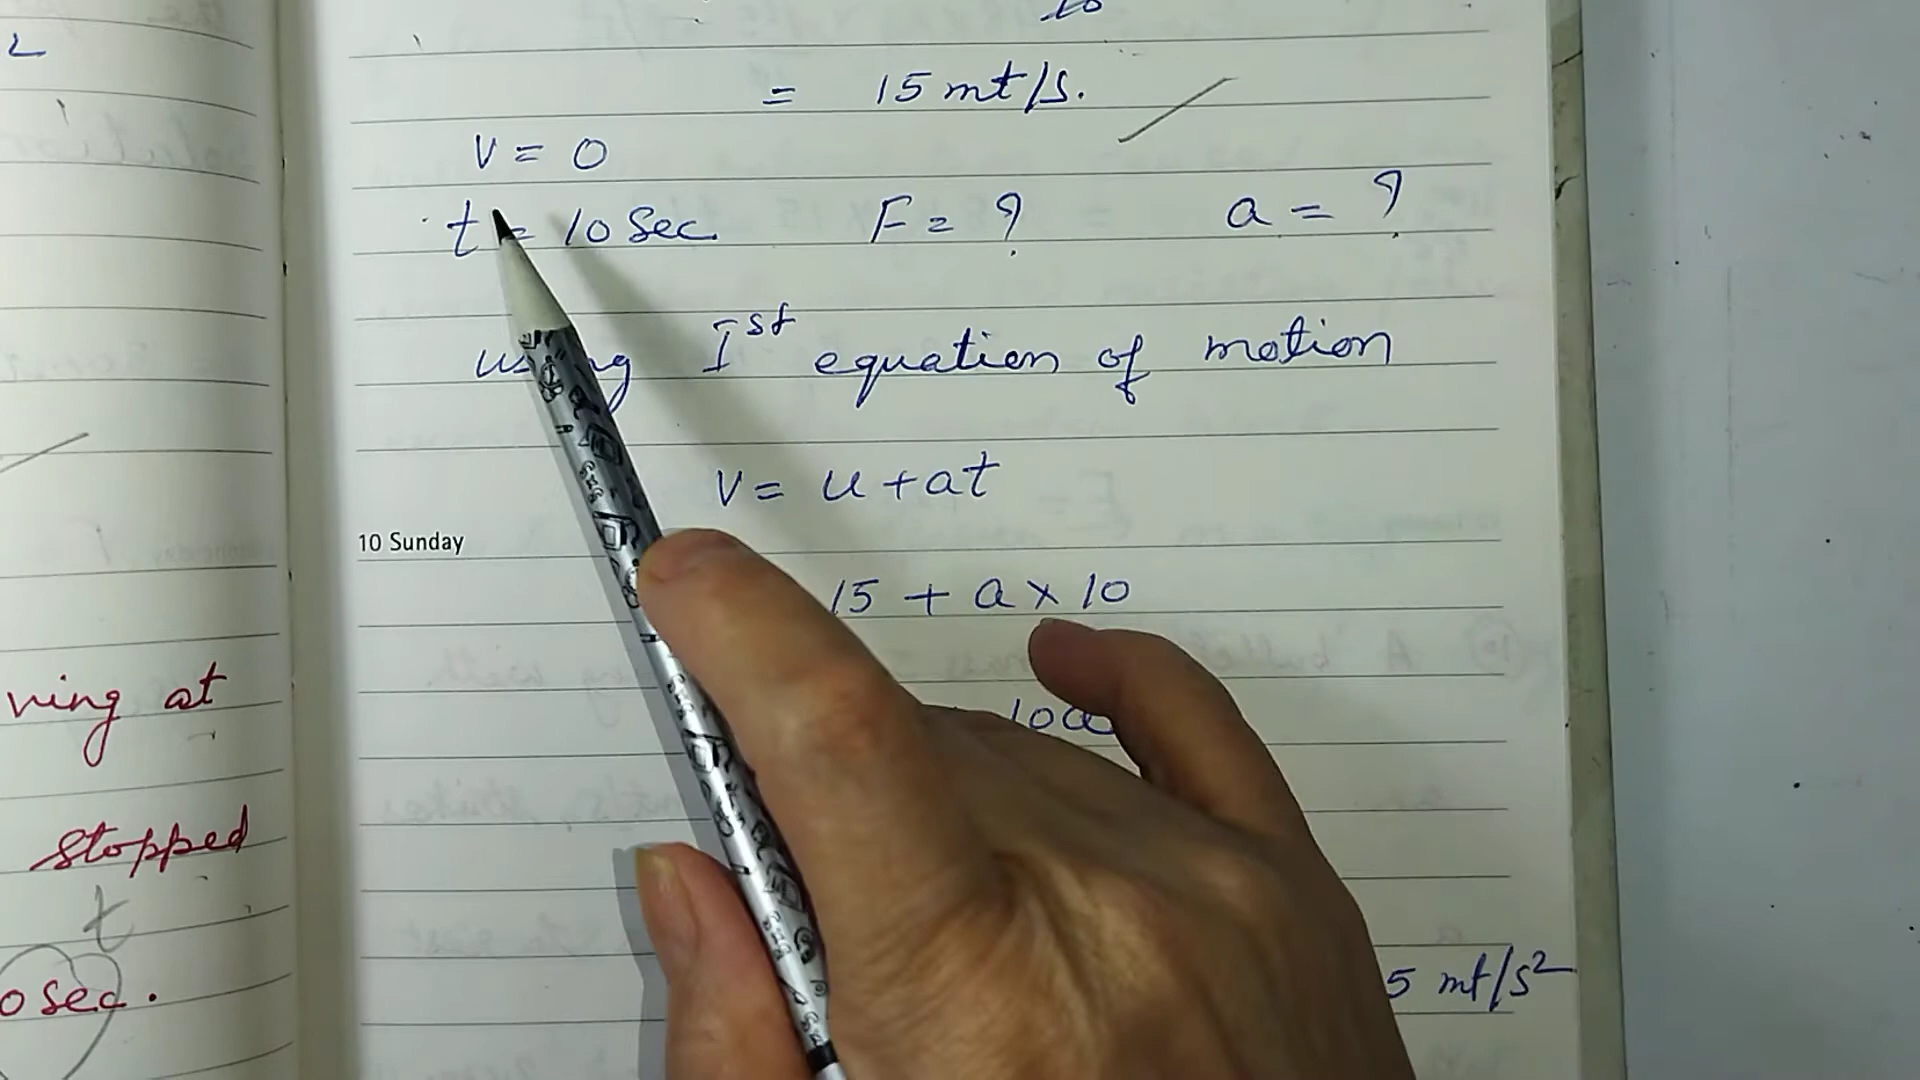 ving at
stopped
t
0 sec.
= 15 mt/s.
V = 0
t = 10 Sec. F = ? a = ?
Ist equation of motion
V = u + at
10 Sunday
15 + a × 10
10a
5 mt/s²